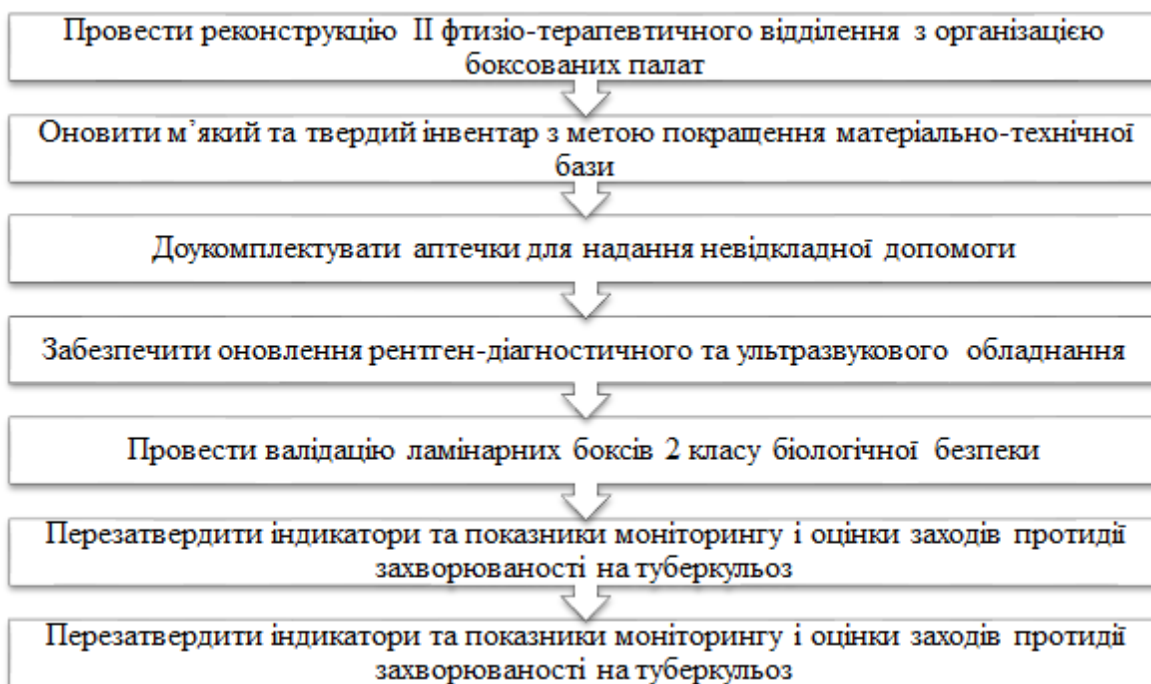 Провести реконструкцію ІІ фтизіо-терапевтичного відділення з організацією
боксованих палат
Оновити м’який та твердий інвентар з метою покращення матеріально-технічної
бази
Доукомплектувати аптечки для надання невідкладної допомоги
Забезпечити оновлення рентген-діагностичного та ультразвукового обладнання
Провести валідацію ламінарних боксів 2 класу біологічної безпеки
Перезатвердити індикатори та показники моніторингу і оцінки заходів протидії
захворюваності на туберкульоз
Перезатвердити індикатори та показники моніторингу і оцінки заходів протидії
захворюваності на туберкульоз